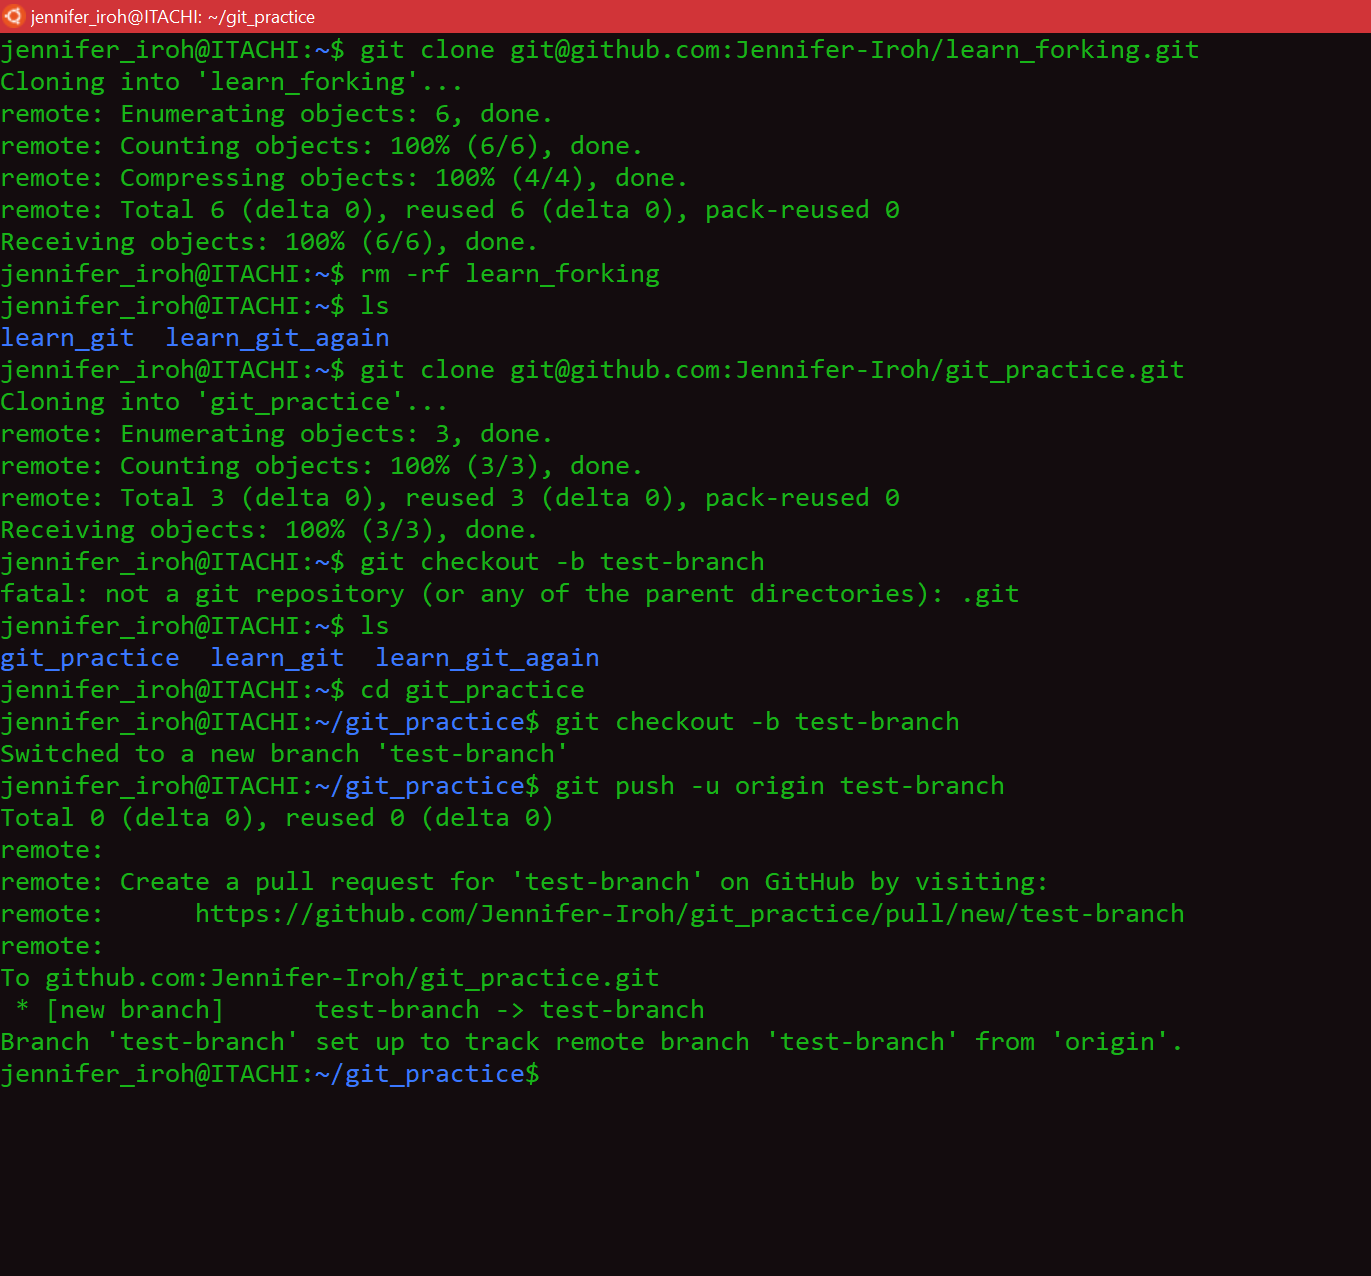 jennifer_iroh@ITACHI: ~/git_practice
jennifer_iroh@ITACHI:~$ git clone git@github.com:Jennifer-Iroh/learn_forking.git
Cloning into 'learn_forking'...
remote: Enumerating objects: 6, done.
remote: Counting objects: 100% (6/6), done.
remote: Compressing objects: 100% (4/4), done.
remote: Total 6 (delta 0), reused 6 (delta 0), pack-reused 0
Receiving objects: 100% (6/6), done.
jennifer_iroh@ITACHI:~$ rm -rf learn_forking
jennifer_iroh@ITACHI:~$ ls
learn_git  learn_git_again
jennifer_iroh@ITACHI:~$ git clone git@github.com:Jennifer-Iroh/git_practice.git
Cloning into 'git_practice'...
remote: Enumerating objects: 3, done.
remote: Counting objects: 100% (3/3), done.
remote: Total 3 (delta 0), reused 3 (delta 0), pack-reused 0
Receiving objects: 100% (3/3), done.
jennifer_iroh@ITACHI:~$ git checkout -b test-branch
fatal: not a git repository (or any of the parent directories): .git
jennifer_iroh@ITACHI:~$ ls
git_practice  learn_git  learn_git_again
jennifer_iroh@ITACHI:~$ cd git_practice
jennifer_iroh@ITACHI:~/git_practice$ git checkout -b test-branch
Switched to a new branch 'test-branch'
jennifer_iroh@ITACHI:~/git_practice$ git push -u origin test-branch
Total 0 (delta 0), reused 0 (delta 0)
remote:
remote: Create a pull request for 'test-branch' on GitHub by visiting:
remote:      https://github.com/Jennifer-Iroh/git_practice/pull/new/test-branch
remote:
To github.com:Jennifer-Iroh/git_practice.git
 * [new branch]      test-branch -> test-branch
Branch 'test-branch' set up to track remote branch 'test-branch' from 'origin'.
jennifer_iroh@ITACHI:~/git_practice$